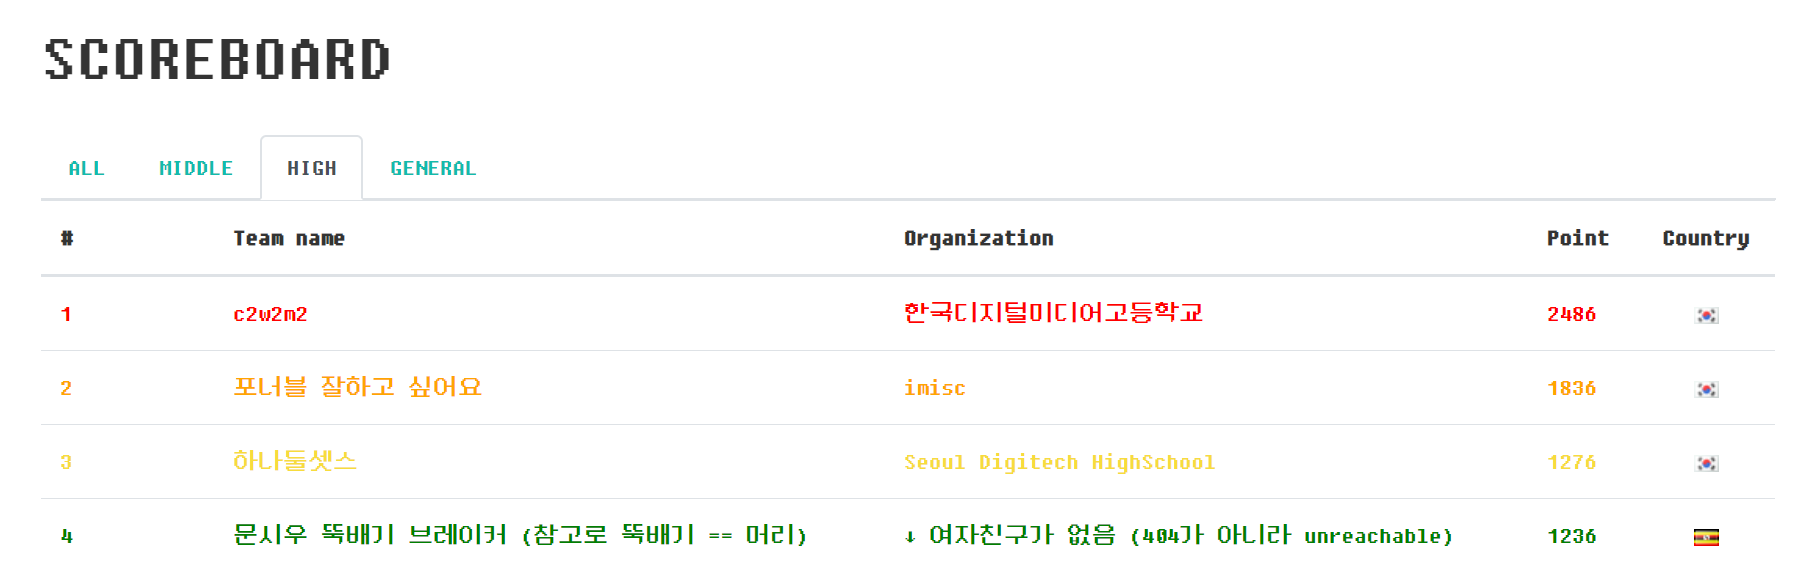 SCOREBOARD
ALL MIDDLE HIGH GENERAL
# Team name Organization Point Country
1 c2w2m2 한국디지털미디어고등학교 2486
2 포너블 잘하고 싶어요 imisc 1836
3 하나둘셋스 Seoul Digitech HighSchool 1276
4 문시우 뚝배기 브레이커 (참고로 뚝배기 == 머리) ↓ 여자친구가 없음 (404가 아니라 unreachable) 1236